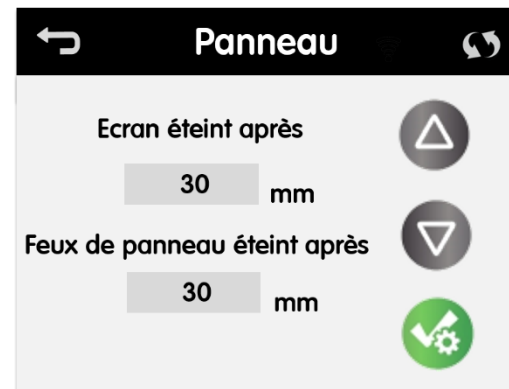 Panneau
Ecran éteint après
30 mm
Feux de panneau éteint après
30 mm